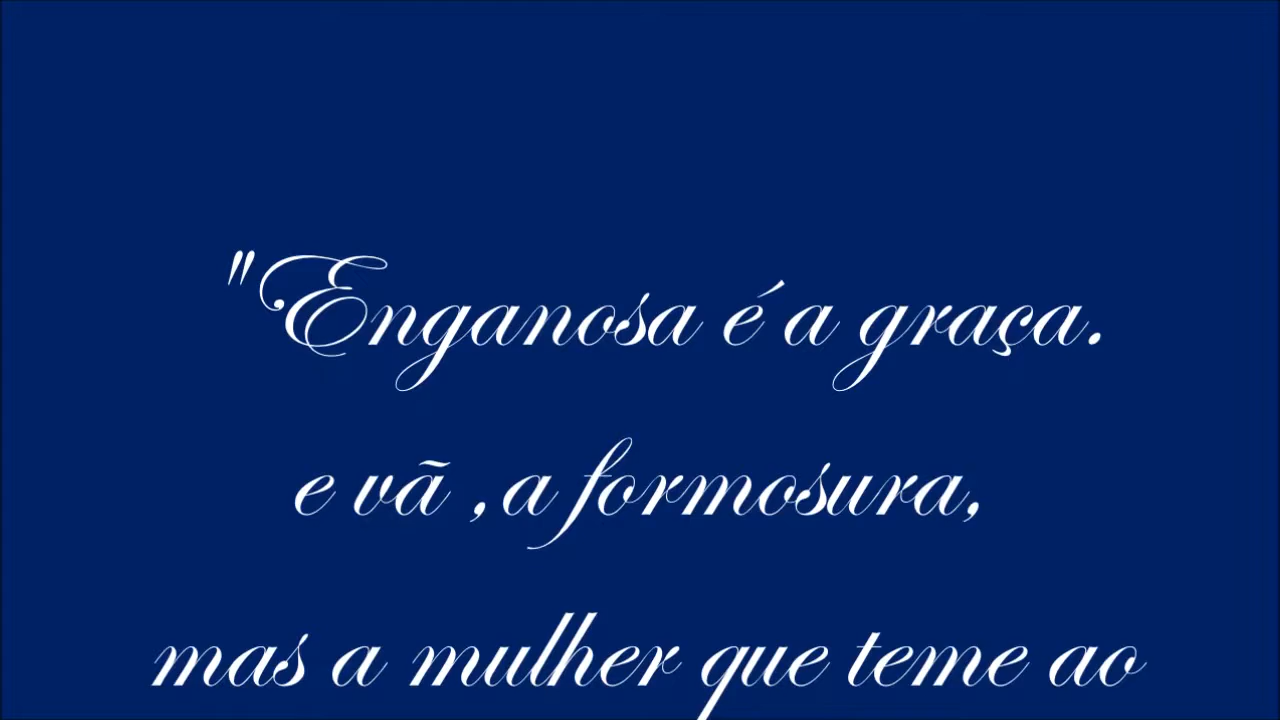 "Enganosa é a graça.
e vã ,a formosura,
mas a mulher que teme ao